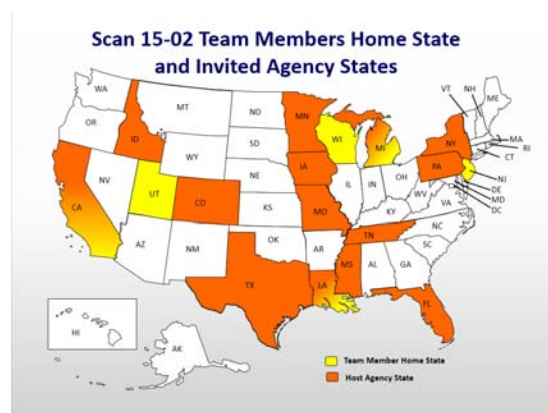 Scan 15-02 Team Members Home State
and Invited Agency States
WA
MT
ND
MN
VT
NH
ME
OR
ID
SD
WI
MI
NY
MA
RI
CT
WY
IA
PA
NJ
NE
NV
UT
IL
IN
OH
DE
MD
DC
CA
CO
KS
MO
WV
VA
KY
NC
TN
AZ
NM
OK
AR
SC
MS
AL
GA
TX
LA
FL
HI
AK
Team Member Home State
Host Agency State